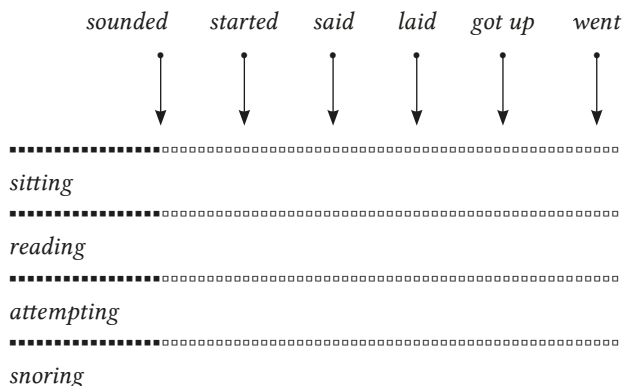 sounded started said laid got up went
sitting
reading
attempting
snoring